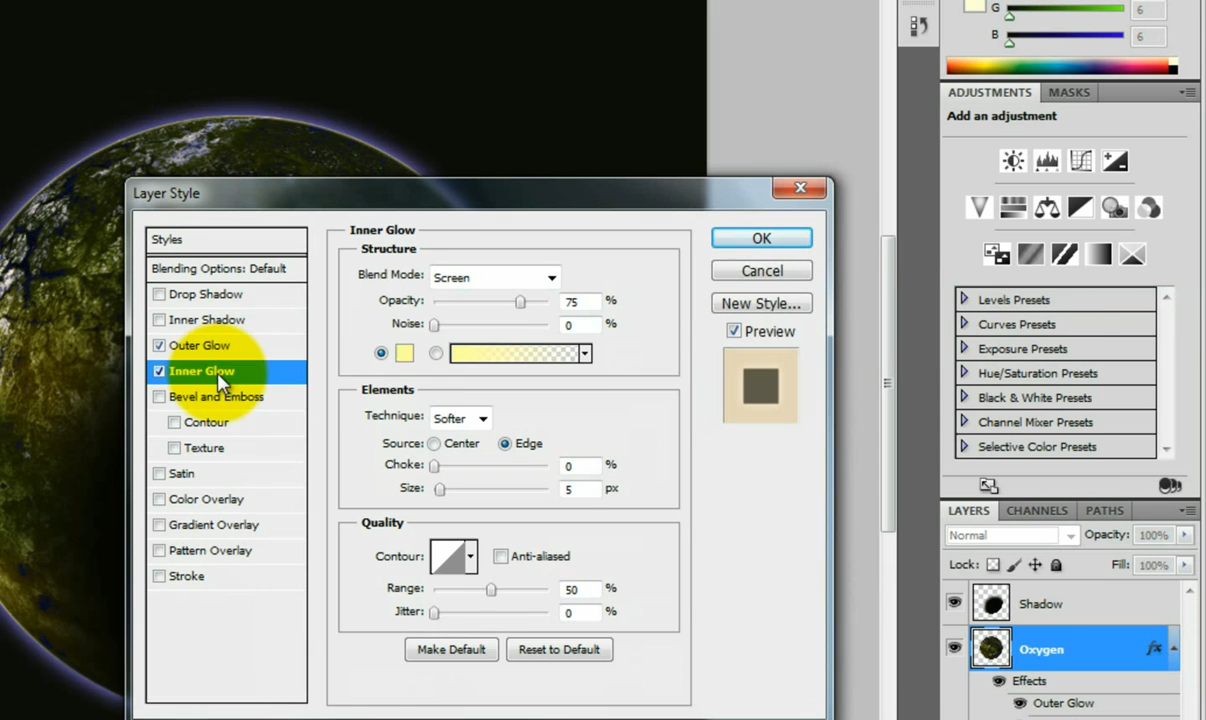 G 6
B 6
ADJUSTMENTS MASKS
Add an adjustment
Levels Presets
Curves Presets
Exposure Presets
Hue/Saturation Presets
Black & White Presets
Channel Mixer Presets
Selective Color Presets
LAYERS CHANNELS PATHS
Normal Opacity: 100%
Lock: Fill: 100%
Shadow
Oxygen fx
Effects
Outer Glow
Layer Style
Styles
Blending Options: Default
Drop Shadow
Inner Shadow
Outer Glow
Inner Glow
Bevel and Emboss
Contour
Texture
Satin
Color Overlay
Gradient Overlay
Pattern Overlay
Stroke
Inner Glow
Structure
Blend Mode: Screen
Opacity: 75 %
Noise: 0 %
Elements
Technique: Softer
Source: Center Edge
Choke: 0 %
Size: 5 px
Quality
Contour: Anti-aliased
Range: 50 %
Jitter: 0 %
Make Default Reset to Default
OK
Cancel
New Style...
Preview